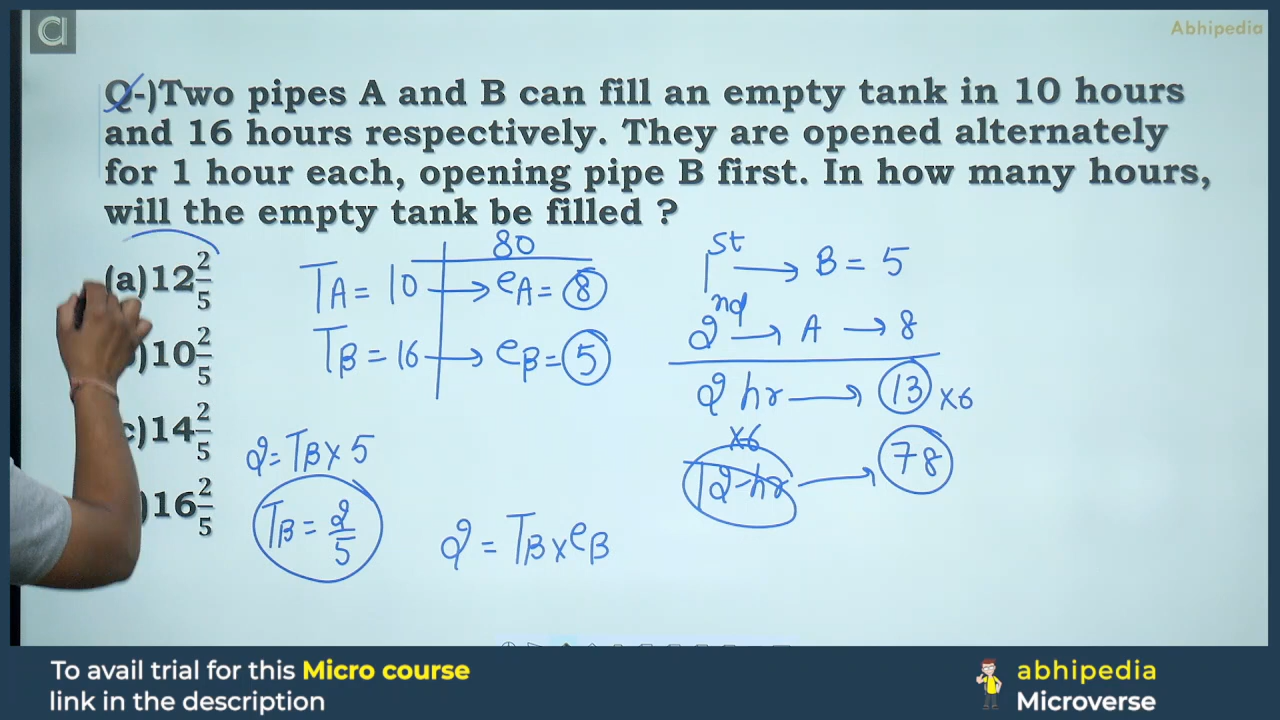 a
Abhipedia
Q-)Two pipes A and B can fill an empty tank in 10 hours
and 16 hours respectively. They are opened alternately
for 1 hour each, opening pipe B first. In how many hours,
will the empty tank be filled ?
(a)12 2/5
10 2/5
c)14 2/5
)16 2/5
80
TA = 10 → eA = 8
TB = 16 → eB = 5
2 = TB x 5
TB = 2/5
2 = TB x eB
1st → B = 5
2nd → A → 8
2 hr → 13 x6
x6
12 hr → 78
To avail trial for this Micro course
link in the description
abhipedia
Microverse